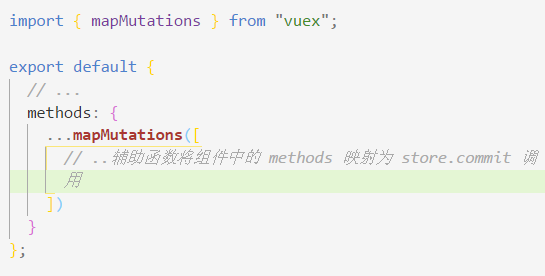 import { mapMutations } from "vuex";
export default {
// ...
methods: {
...mapMutations([
// ..辅助函数将组件中的 methods 映射为 store.commit 调
用
])
}
};